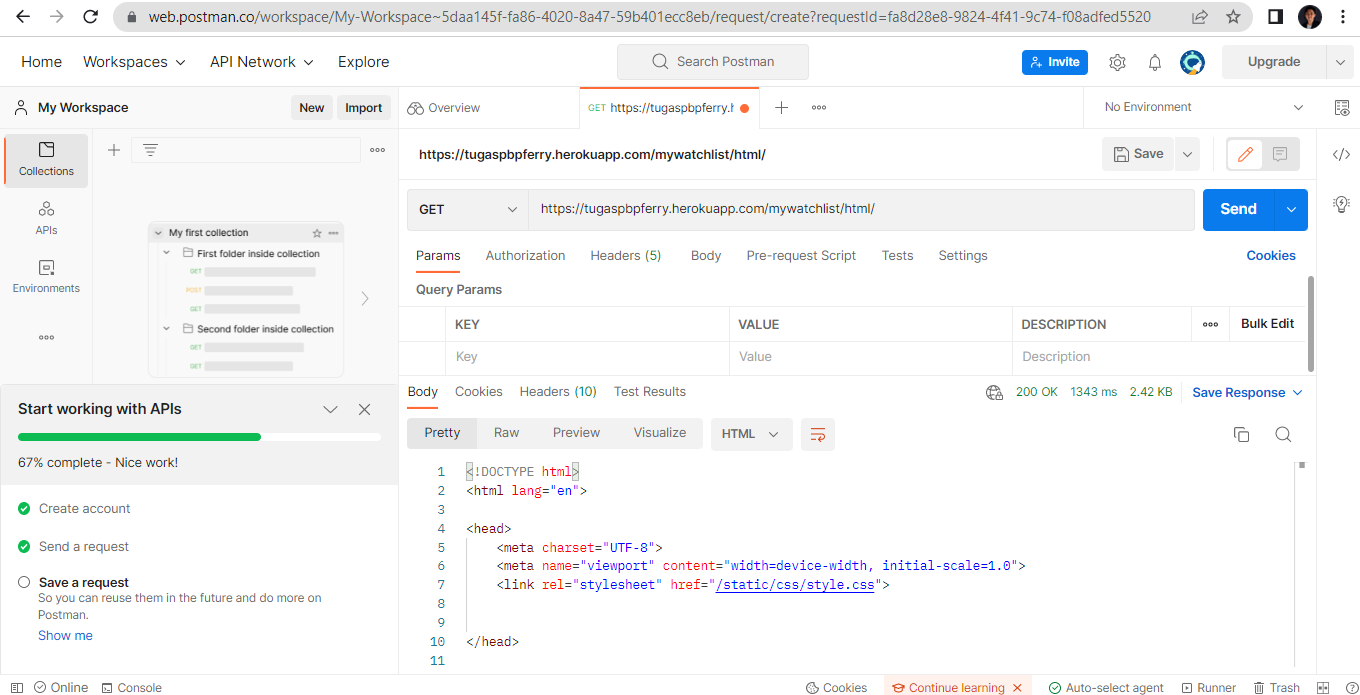 web.postman.co/workspace/My-Workspace~5daa145f-fa86-4020-8a47-59b401ecc8eb/request/create?requestId=fa8d28e8-9824-4f41-9c74-f08adfed5520
Home Workspaces API Network Explore Search Postman Invite Upgrade
My Workspace New Import Overview GET https://tugaspbpferry.h No Environment
Collections
APIs
Environments
My first collection
First folder inside collection
GET
POST
GET
Second folder inside collection
GET
GET
Start working with APIs
67% complete - Nice work!
Create account
Send a request
Save a request
So you can reuse them in the future and do more on
Postman.
Show me
https://tugaspbpferry.herokuapp.com/mywatchlist/html/ Save
GET https://tugaspbpferry.herokuapp.com/mywatchlist/html/ Send
Params Authorization Headers (5) Body Pre-request Script Tests Settings Cookies
Query Params
KEY VALUE DESCRIPTION Bulk Edit
Key Value Description
Body Cookies Headers (10) Test Results 200 OK 1343 ms 2.42 KB Save Response
Pretty Raw Preview Visualize HTML
1 <!DOCTYPE html>
2 <html lang="en">
3
4 <head>
5 <meta charset="UTF-8">
6 <meta name="viewport" content="width=device-width, initial-scale=1.0">
7 <link rel="stylesheet" href="/static/css/style.css">
8
9
10 </head>
11
Online Console Cookies Continue learning Auto-select agent Runner Trash